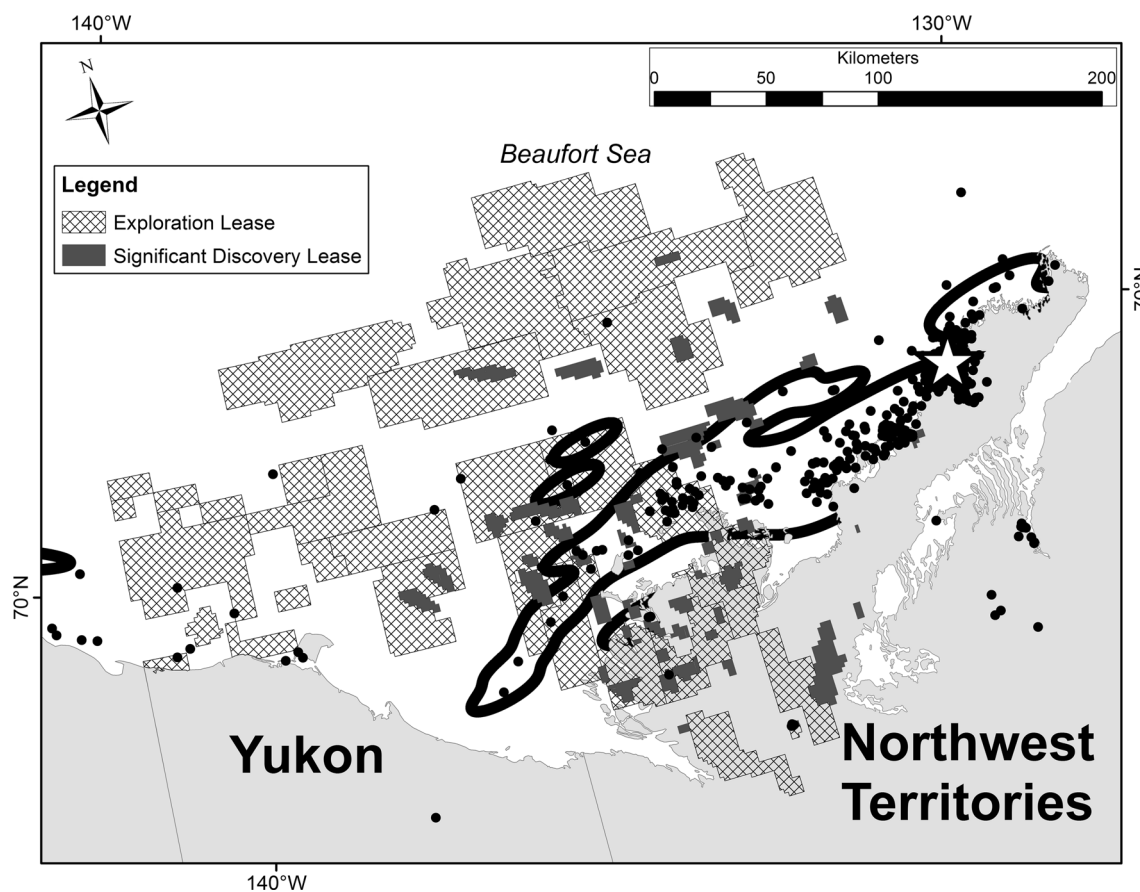 140°W
130°W
N
Kilometers
0 50 100 200
Beaufort Sea
Legend
Exploration Lease
Significant Discovery Lease
70°N
70°N
Yukon
Northwest
Territories
140°W